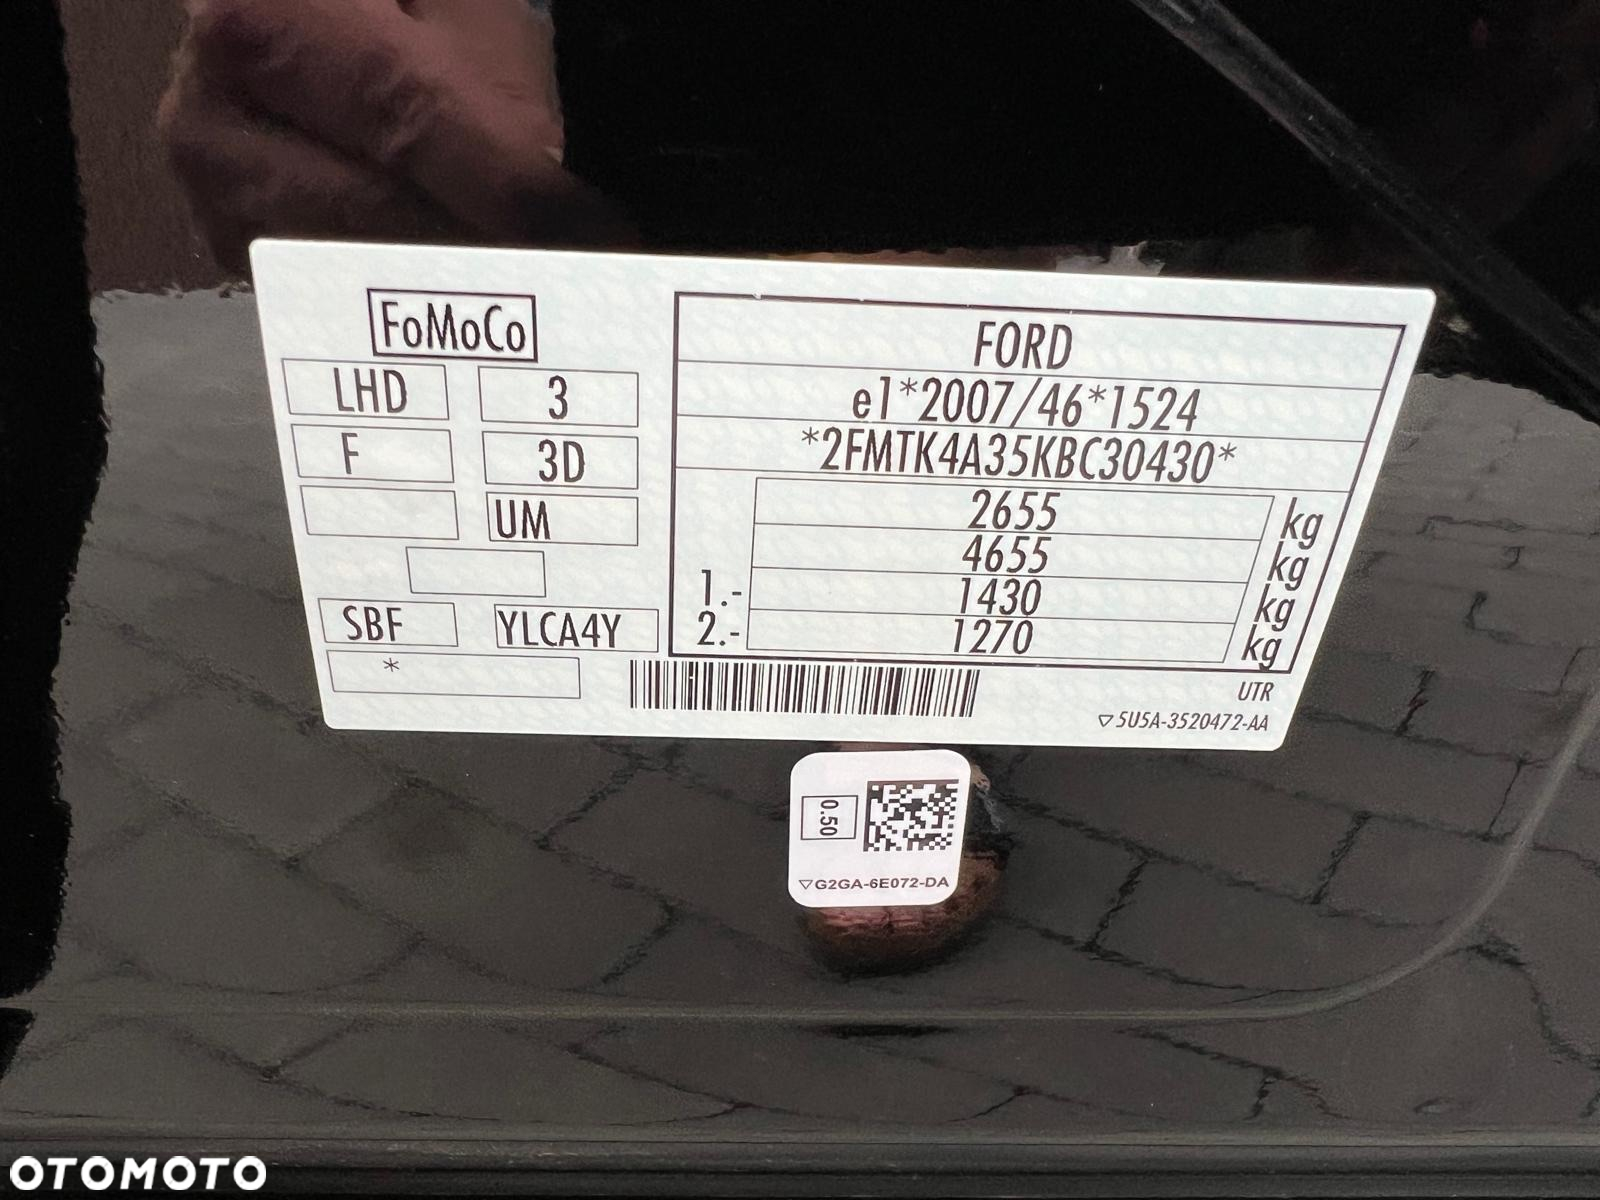 FoMoCo
LHD 3
F 3D
UM
SBF YLCA4Y
*
FORD
e1*2007/46*1524
*2FMTK4A35KBC30430*
2655 kg
4655 kg
1.- 1430 kg
2.- 1270 kg
UTR
5U5A-3520472-AA
0.50
G2GA-6E072-DA
OTOMOTO